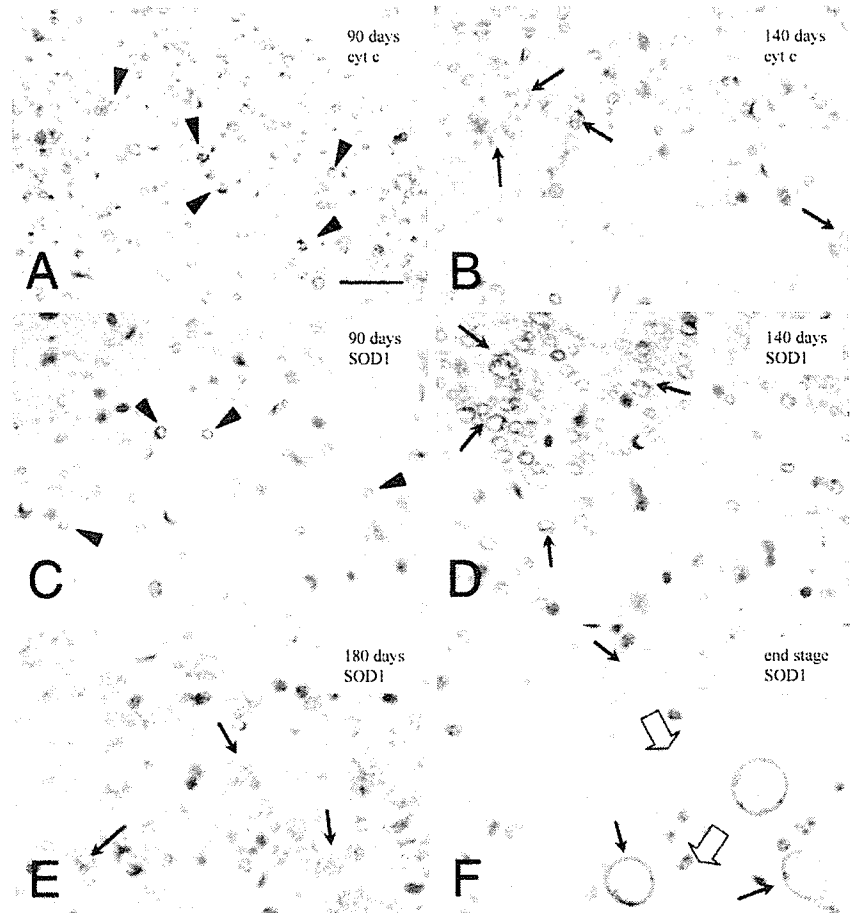 90 days
cyt c
A
140 days
cyt c
B
90 days
SOD1
C
140 days
SOD1
D
180 days
SOD1
E
end stage
SOD1
F